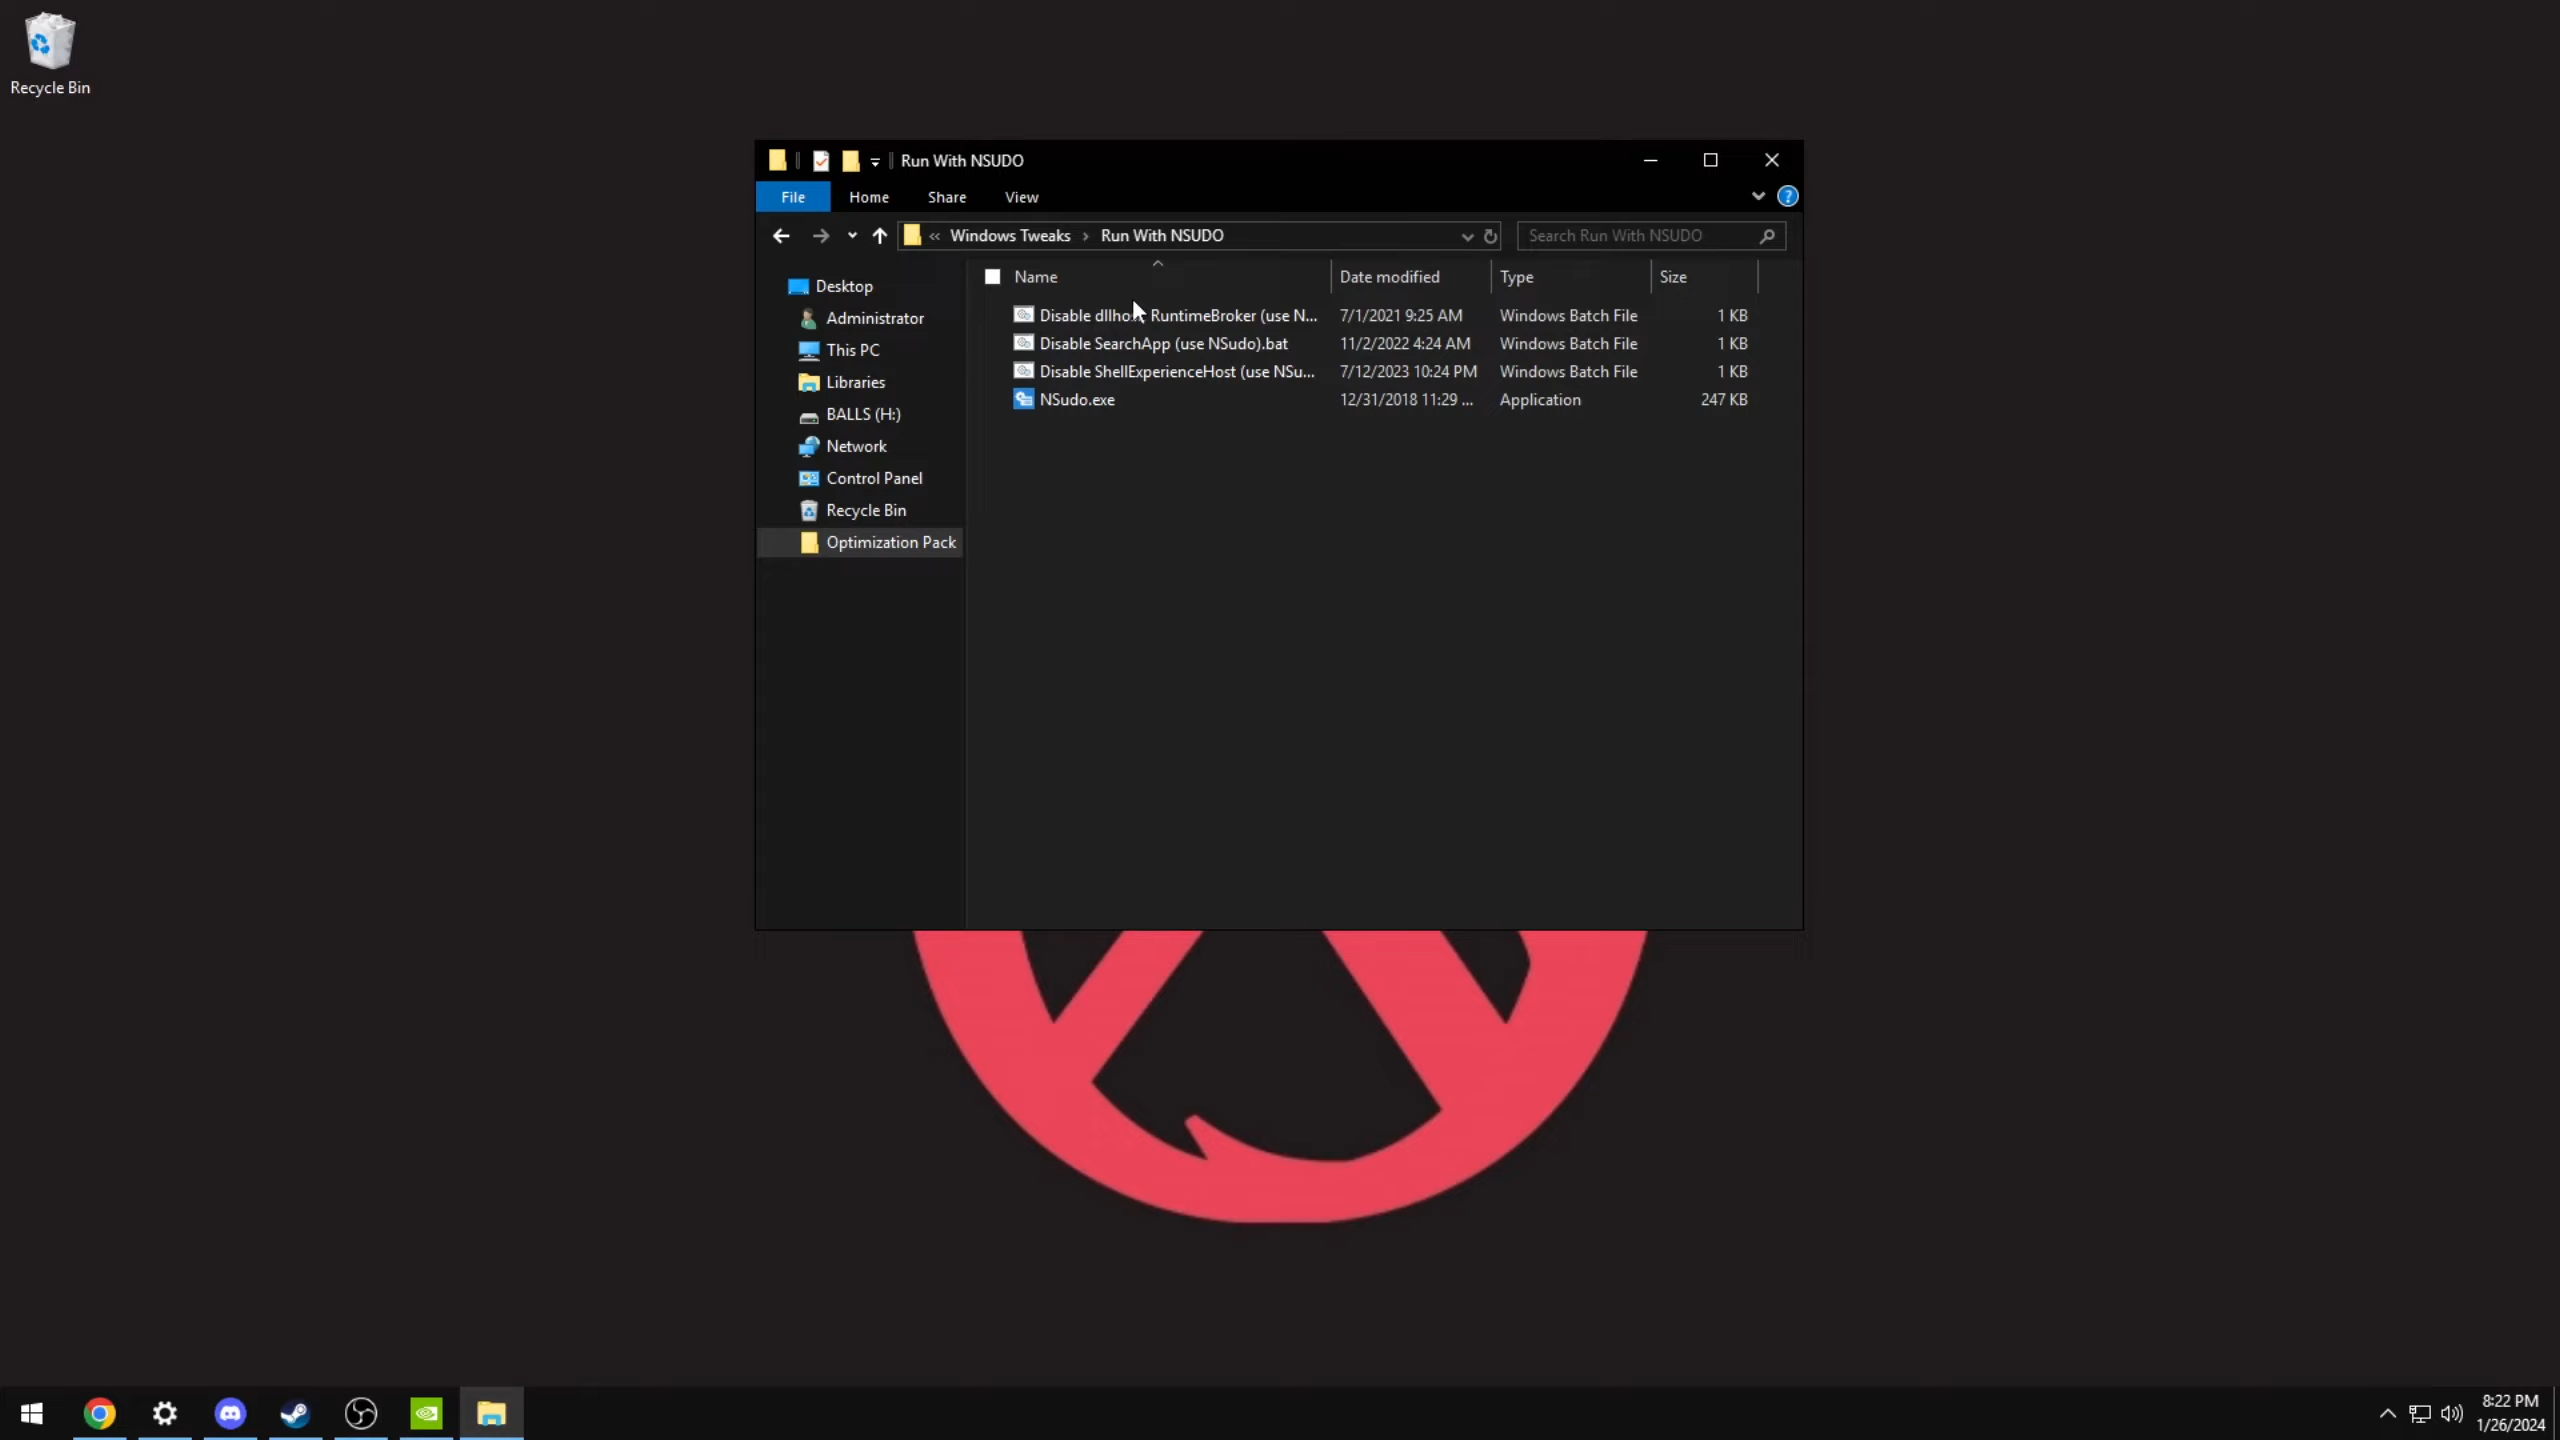 Recycle Bin
Run With NSUDO
File Home Share View
« Windows Tweaks › Run With NSUDO
Search Run With NSUDO
Name Date modified Type Size
Desktop
Administrator
This PC
Libraries
BALLS (H:)
Network
Control Panel
Recycle Bin
Optimization Pack
Disable dllhost RuntimeBroker (use N... 7/1/2021 9:25 AM Windows Batch File 1 KB
Disable SearchApp (use NSudo).bat 11/2/2022 4:24 AM Windows Batch File 1 KB
Disable ShellExperienceHost (use NSu... 7/12/2023 10:24 PM Windows Batch File 1 KB
NSudo.exe 12/31/2018 11:29 ... Application 247 KB
8:22 PM
1/26/2024